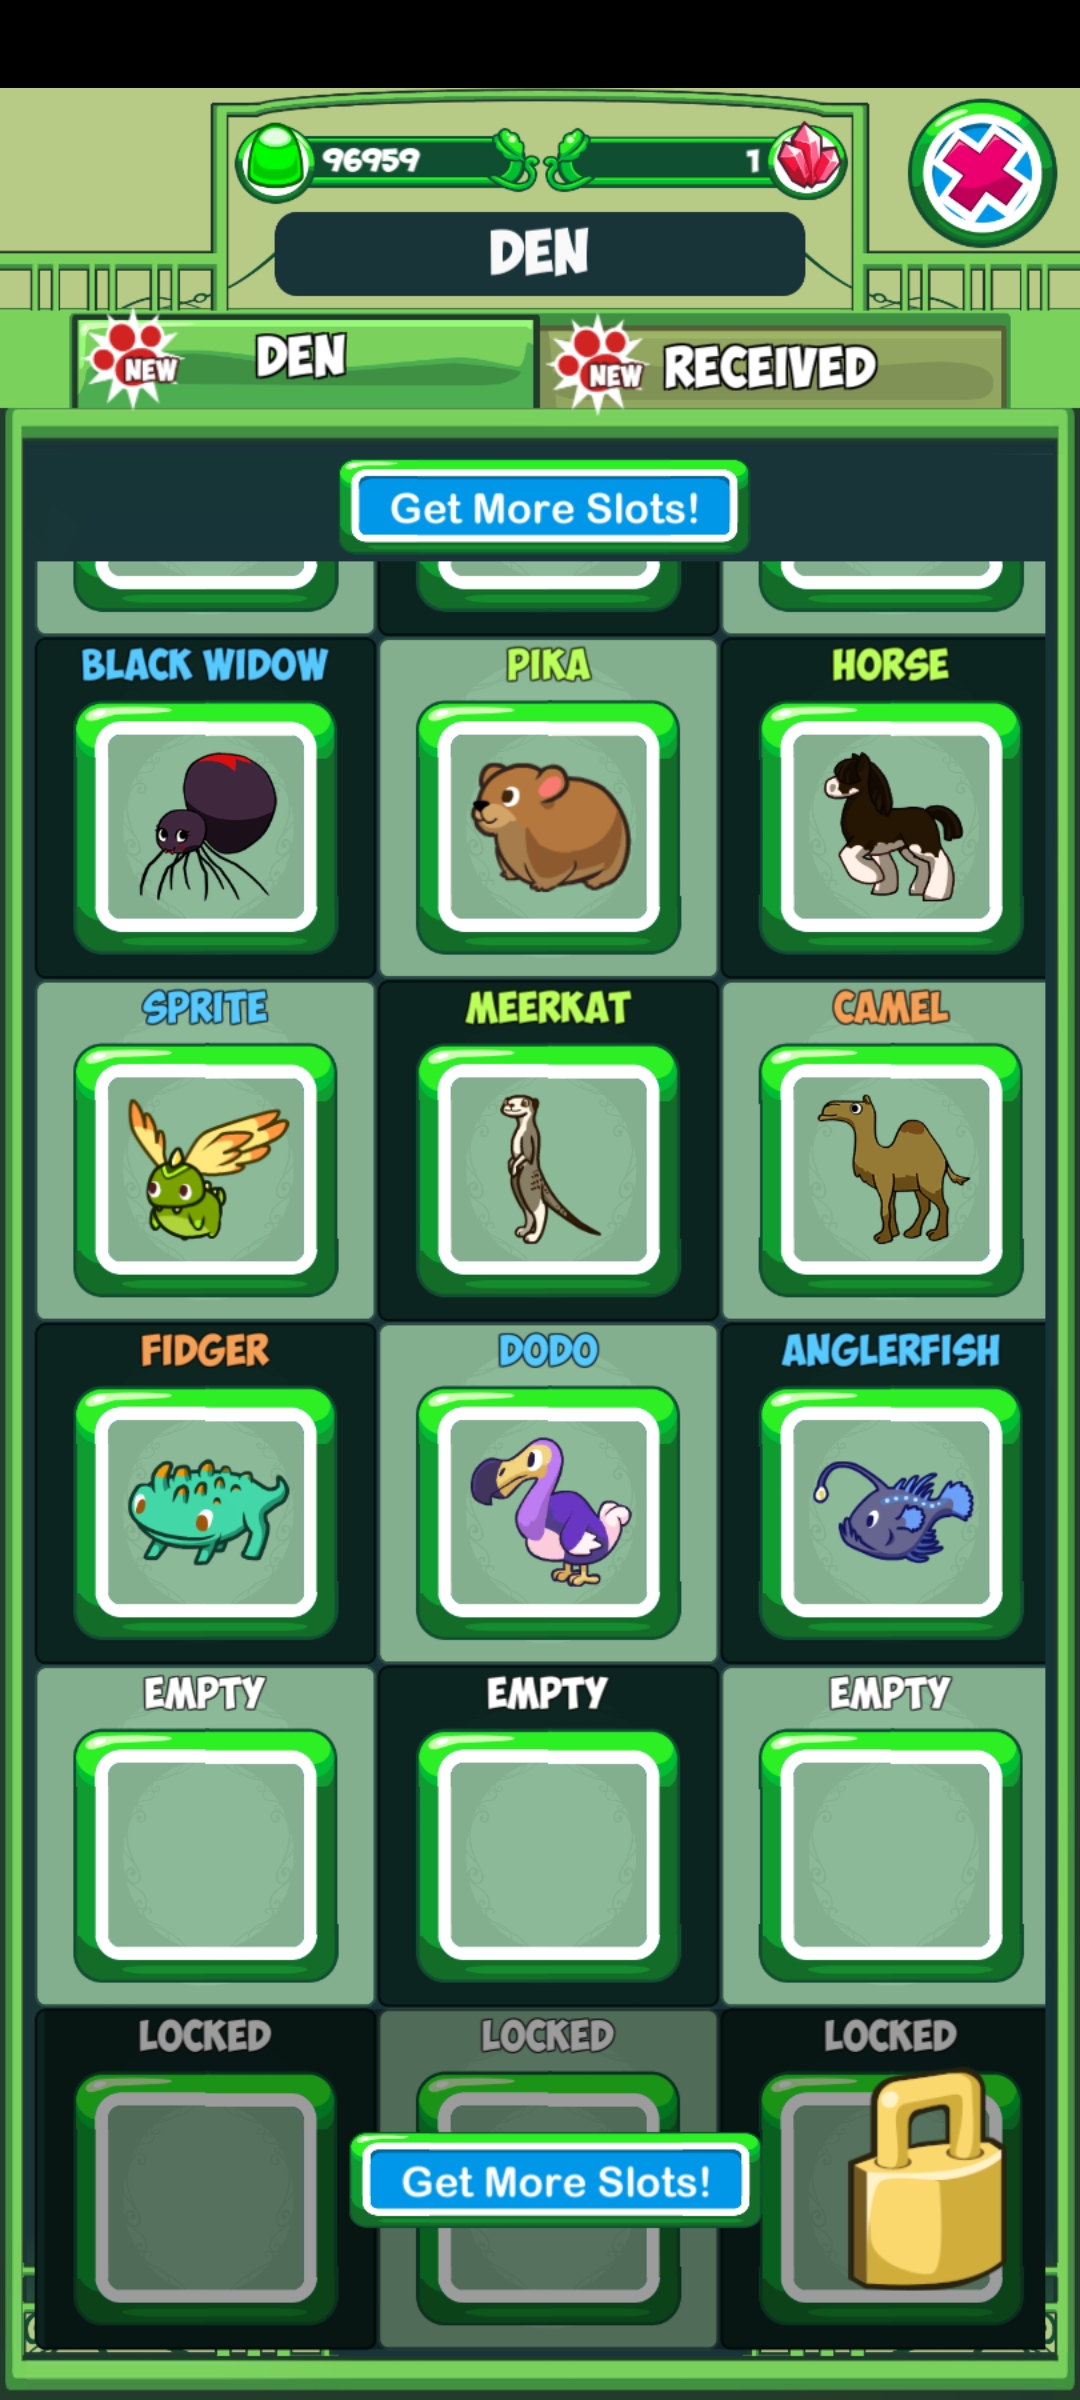 96959
1
DEN
NEW
DEN
NEW
RECEIVED
Get More Slots!
BLACK WIDOW
PIKA
HORSE
SPRITE
MEERKAT
CAMEL
FIDGER
DODO
ANGLERFISH
EMPTY
EMPTY
EMPTY
LOCKED
LOCKED
LOCKED
Get More Slots!